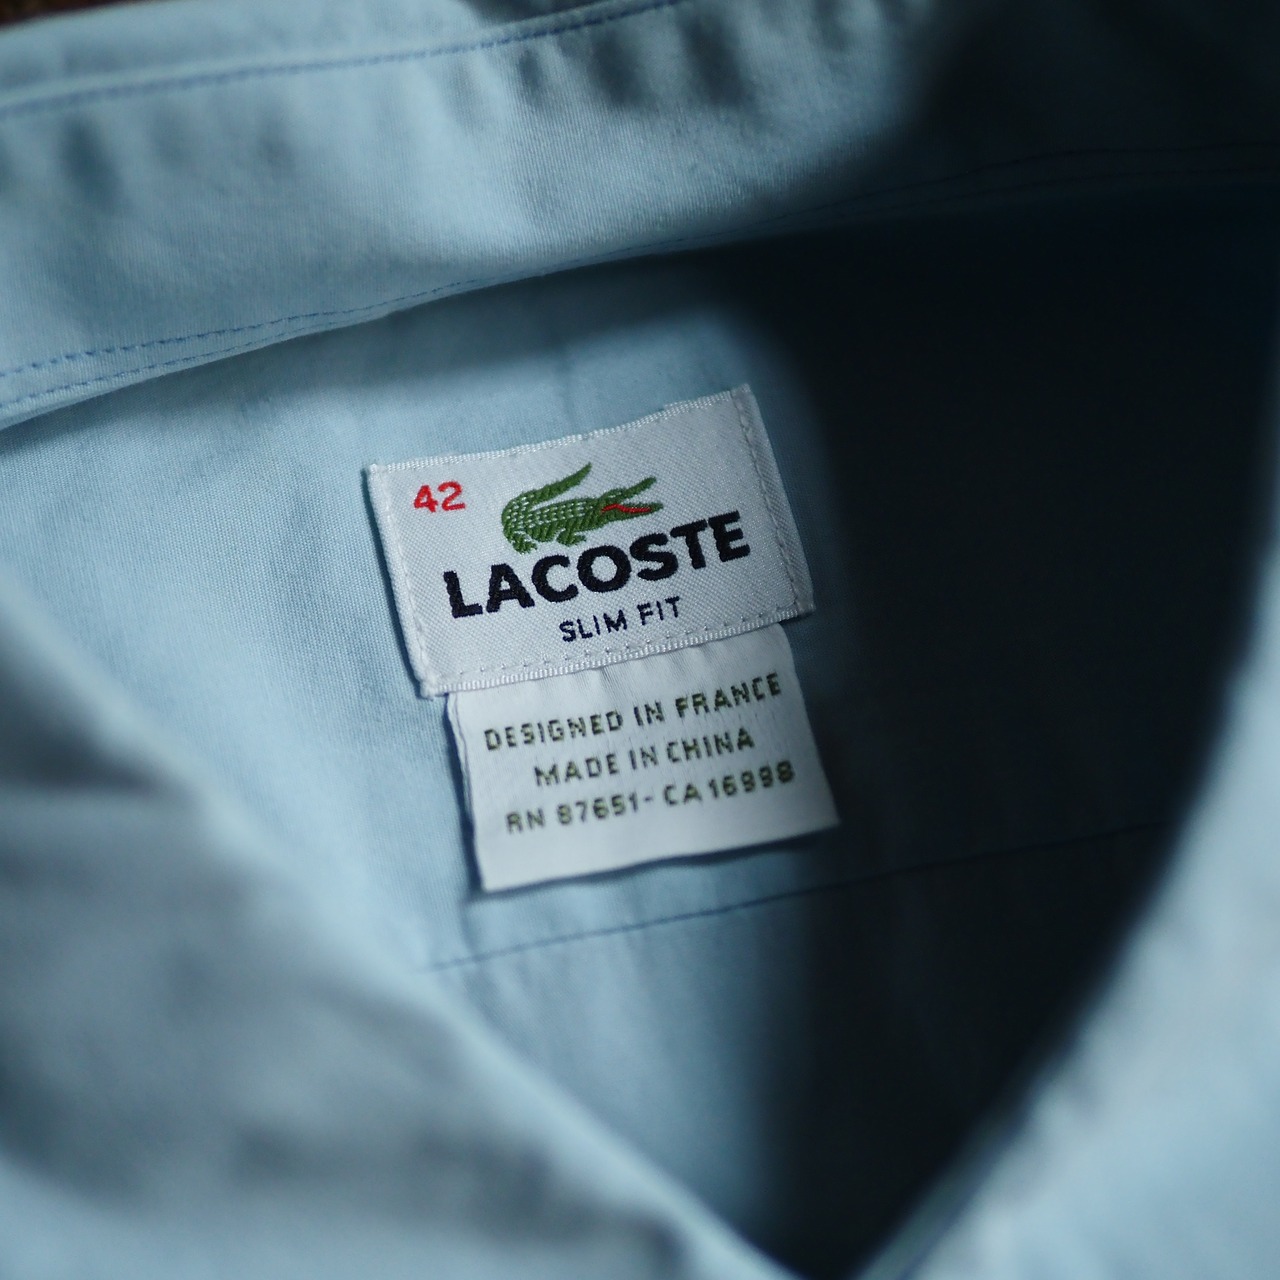 42
LACOSTE
SLIM FIT
DESIGNED IN FRANCE
MADE IN CHINA
RN 87651- CA 16998